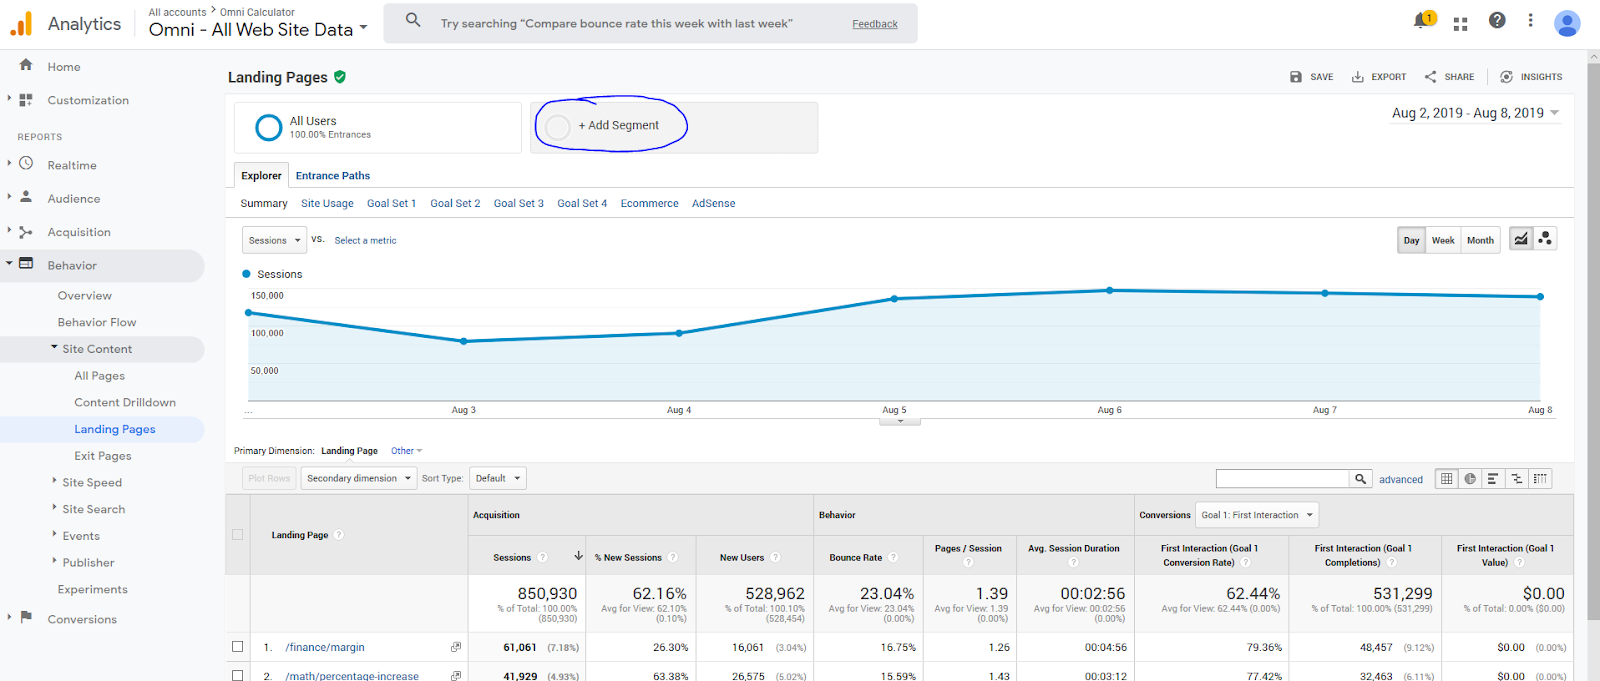 Analytics
All accounts > Omni Calculator
Omni - All Web Site Data
Try searching “Compare bounce rate this week with last week”
Feedback
1
Home
Customization
REPORTS
Realtime
Audience
Acquisition
Behavior
Overview
Behavior Flow
Site Content
All Pages
Content Drilldown
Landing Pages
Exit Pages
Site Speed
Site Search
Events
Publisher
Experiments
Conversions
Landing Pages
SAVE EXPORT SHARE INSIGHTS
All Users
100.00% Entrances
+ Add Segment
Aug 2, 2019 - Aug 8, 2019
Explorer Entrance Paths
Summary Site Usage Goal Set 1 Goal Set 2 Goal Set 3 Goal Set 4 Ecommerce AdSense
Sessions VS. Select a metric
Day Week Month
Sessions
150,000
100,000
50,000
... Aug 3 Aug 4 Aug 5 Aug 6 Aug 7 Aug 8
Primary Dimension: Landing Page Other
Plot Rows Secondary dimension Sort Type: Default
advanced
Landing Page ?
Acquisition Behavior Conversions Goal 1: First Interaction
Sessions ? % New Sessions ? New Users ? Bounce Rate ? Pages / Session ? Avg. Session Duration ? First Interaction (Goal 1 Conversion Rate) ? First Interaction (Goal 1 Completions) ? First Interaction (Goal 1 Value) ?
850,930 62.16% 528,962 23.04% 1.39 00:02:56 62.44% 531,299 $0.00
% of Total: 100.00% Avg for View: 62.10% % of Total: 100.10% Avg for View: 23.04% Avg for View: 1.39 Avg for View: 00:02:56 Avg for View: 62.44% (0.00%) % of Total: 100.00% (531,299) % of Total: 0.00% ($0.00)
(850,930) (0.10%) (528,454) (0.00%) (0.00%) (0.00%)
1. /finance/margin 61,061 (7.18%) 26.30% 16,061 (3.04%) 16.75% 1.26 00:04:56 79.36% 48,457 (9.12%) $0.00 (0.00%)
2. /math/percentage-increase 41,929 (4.93%) 63.38% 26,575 (5.02%) 15.59% 1.43 00:03:12 77.42% 32,463 (6.11%) $0.00 (0.00%)